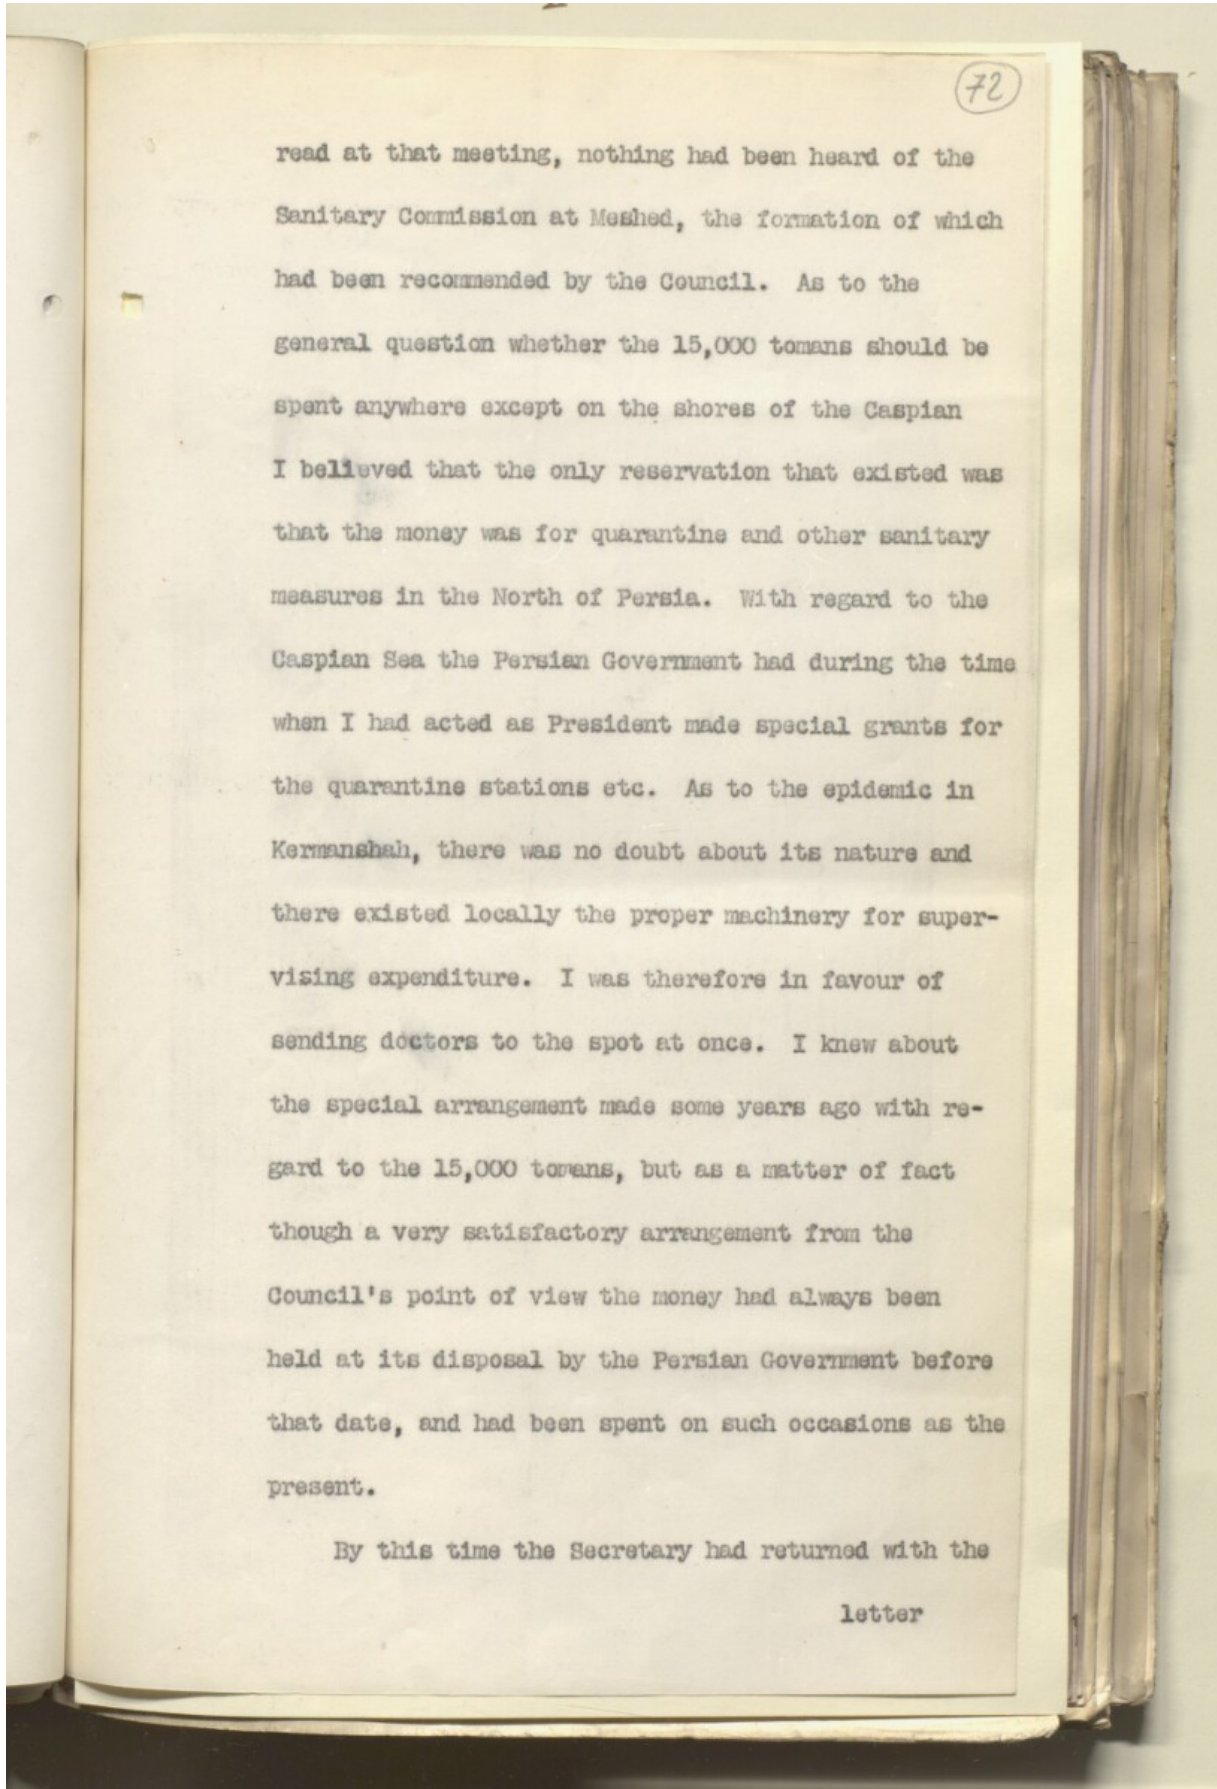 72
read at that meeting, nothing had been heard of the
Sanitary Commission at Meshed, the formation of which
had been recommended by the Council. As to the
general question whether the 15,000 tomans should be
spent anywhere except on the shores of the Caspian
I believed that the only reservation that existed was
that the money was for quarantine and other sanitary
measures in the North of Persia. With regard to the
Caspian Sea the Persian Government had during the time
when I had acted as President made special grants for
the quarantine stations etc. As to the epidemic in
Kermanshah, there was no doubt about its nature and
there existed locally the proper machinery for super-
vising expenditure. I was therefore in favour of
sending doctors to the spot at once. I knew about
the special arrangement made some years ago with re-
gard to the 15,000 tomans, but as a matter of fact
though a very satisfactory arrangement from the
Council's point of view the money had always been
held at its disposal by the Persian Government before
that date, and had been spent on such occasions as the
present.
By this time the Secretary had returned with the
letter